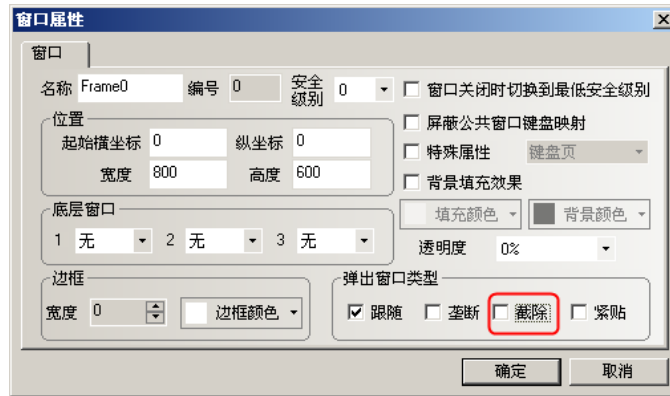 窗口属性
窗口
名称 Frame0 编号 0 安全级别 0 窗口关闭时切换到最低安全级别
位置 屏蔽公共窗口键盘映射
起始横坐标 0 纵坐标 0 特殊属性 键盘页
宽度 800 高度 600 背景填充效果
底层窗口 填充颜色 背景颜色
1 无 2 无 3 无 透明度 0%
边框 弹出窗口类型
宽度 0 边框颜色 跟随 垄断 截除 紧贴
确定 取消